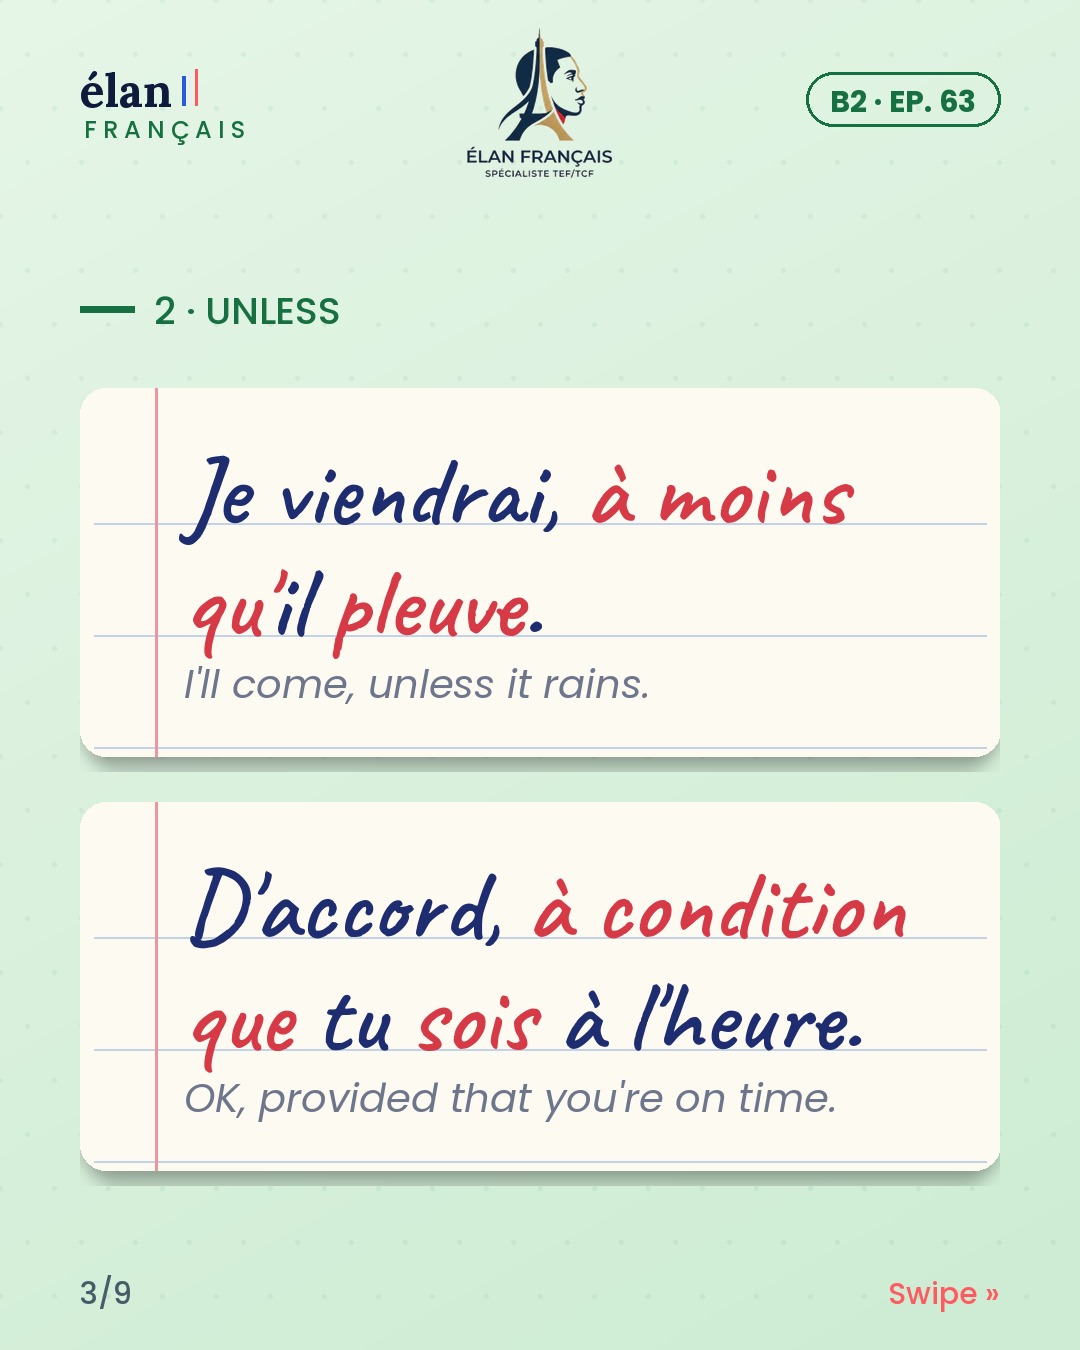 élan
FRANÇAIS
ÉLAN FRANÇAIS
SPÉCIALISTE TEF/TCF
B2 · EP. 63
2 · UNLESS
Je viendrai, à moins
qu'il pleuve.
I'll come, unless it rains.
D'accord, à condition
que tu sois à l'heure.
OK, provided that you're on time.
3/9
Swipe »